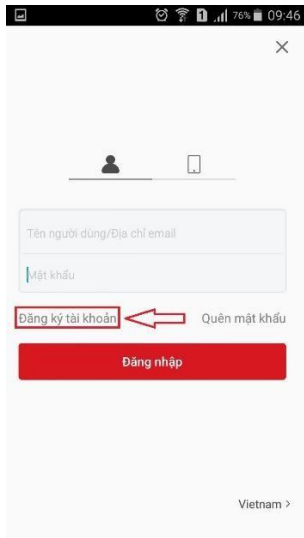 1 76% 09:46
Tên người dùng/Địa chỉ email
Mật khẩu
Đăng ký tài khoản Quên mật khẩu
Đăng nhập
Vietnam >